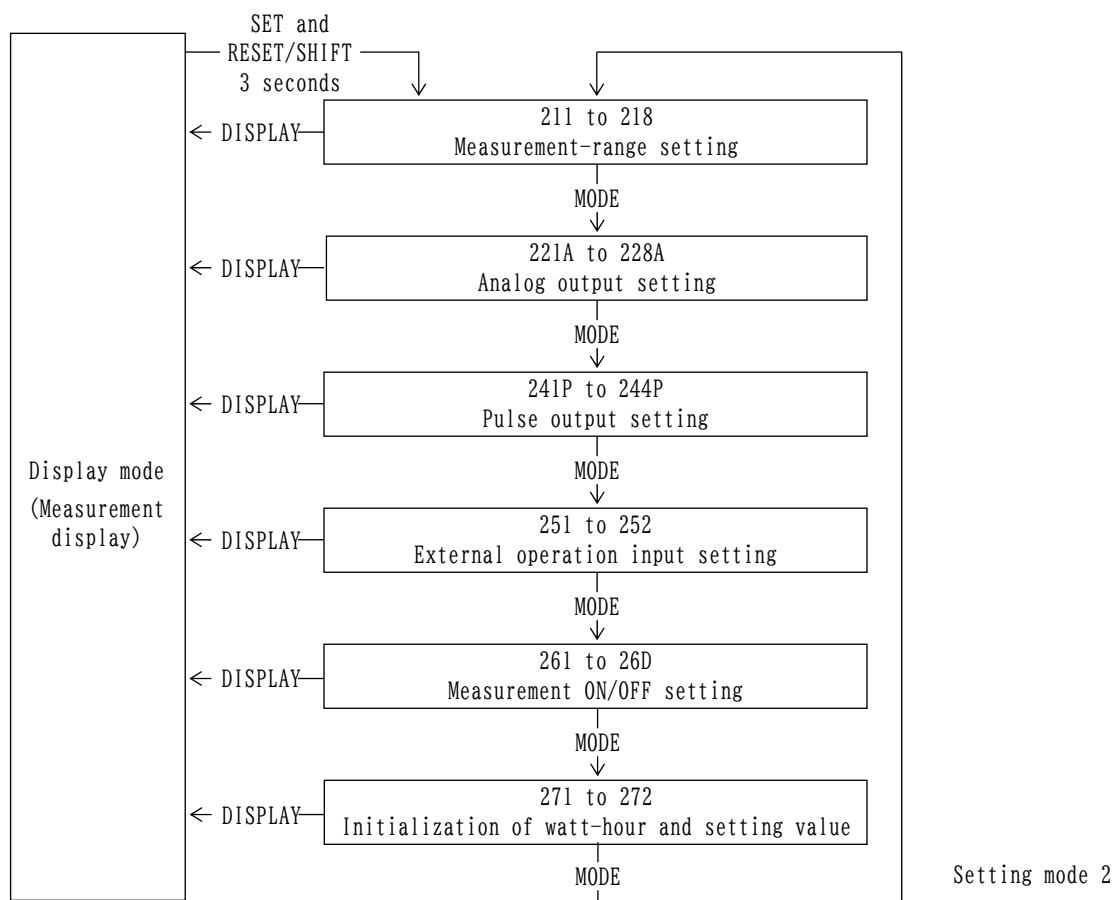 SET and
RESET/SHIFT
3 seconds
211 to 218
Measurement-range setting
DISPLAY
MODE
221A to 228A
Analog output setting
DISPLAY
MODE
241P to 244P
Pulse output setting
DISPLAY
MODE
Display mode
(Measurement
display)
251 to 252
External operation input setting
DISPLAY
MODE
261 to 26D
Measurement ON/OFF setting
DISPLAY
MODE
271 to 272
Initialization of watt-hour and setting value
DISPLAY
MODE
Setting mode 2